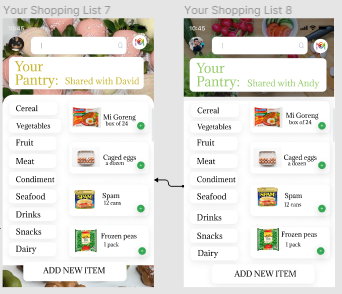 Your Shopping List 7
10:45
Your
Pantry: Shared with David
Cereal
Vegetables
Fruit
Meat
Condiment
Seafood
Drinks
Snacks
Dairy
Mi Goreng
box of 24
Caged eggs
a dozen
Spam
12 cans
Frozen peas
1 pack
ADD NEW ITEM
Your Shopping List 8
10:45
Your
Pantry: Shared with Andy
Cereal
Vegetables
Fruit
Meat
Condiment
Seafood
Drinks
Snacks
Dairy
Mi Goreng
box of 24
Caged eggs
a dozen
Spam
12 cans
Frozen peas
1 pack
ADD NEW ITEM